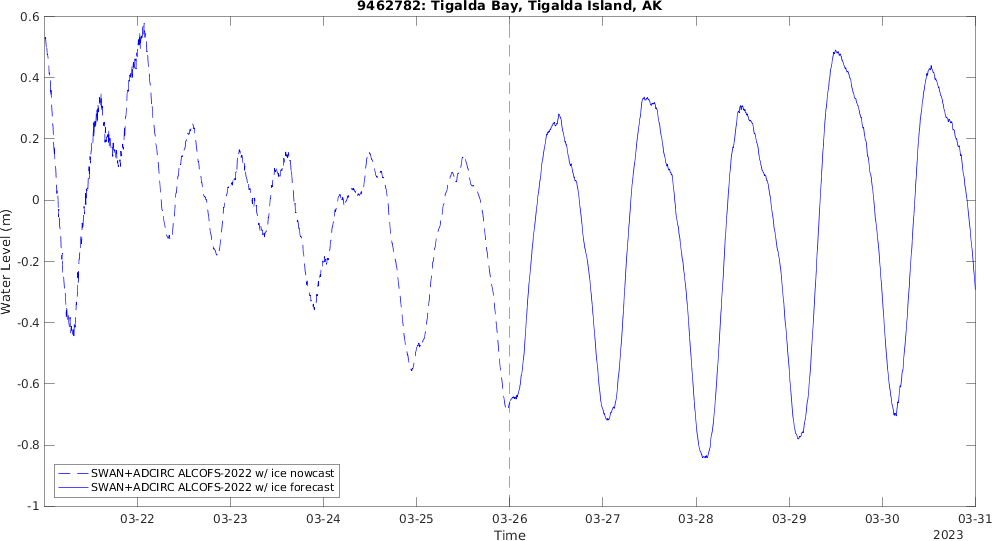 9462782: Tigalda Bay, Tigalda Island, AK
0.6
0.4
0.2
0
-0.2
-0.4
-0.6
-0.8
-1
Water Level (m)
SWAN+ADCIRC ALCOFS-2022 w/ ice nowcast
SWAN+ADCIRC ALCOFS-2022 w/ ice forecast
03-22 03-23 03-24 03-25 03-26 03-27 03-28 03-29 03-30 03-31
Time
2023